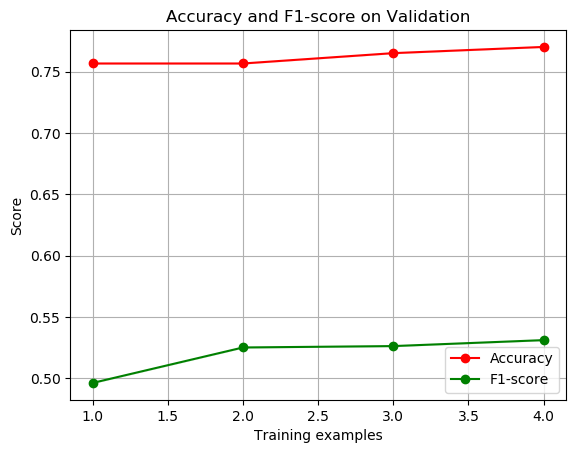 Accuracy and F1-score on Validation
Score
0.75
0.70
0.65
0.60
0.55
0.50
Accuracy
F1-score
1.0 1.5 2.0 2.5 3.0 3.5 4.0
Training examples